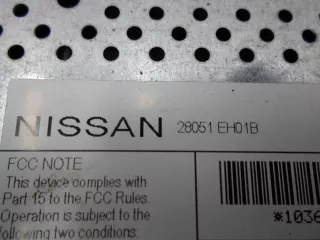 NISSAN 28051 EH01B
FCC NOTE
This device complies with
Part 15 to the FCC Rules.
Operation is subject to the
following two conditions:
*1036